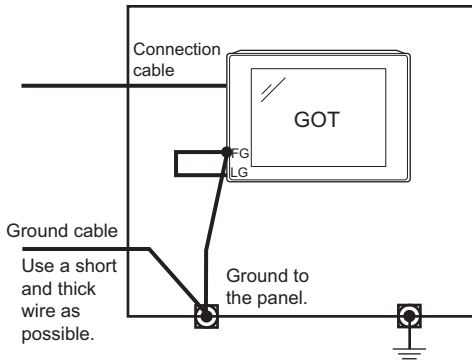 Connection
cable
GOT
FG
LG
Ground cable
Use a short
and thick
wire as
possible.
Ground to
the panel.